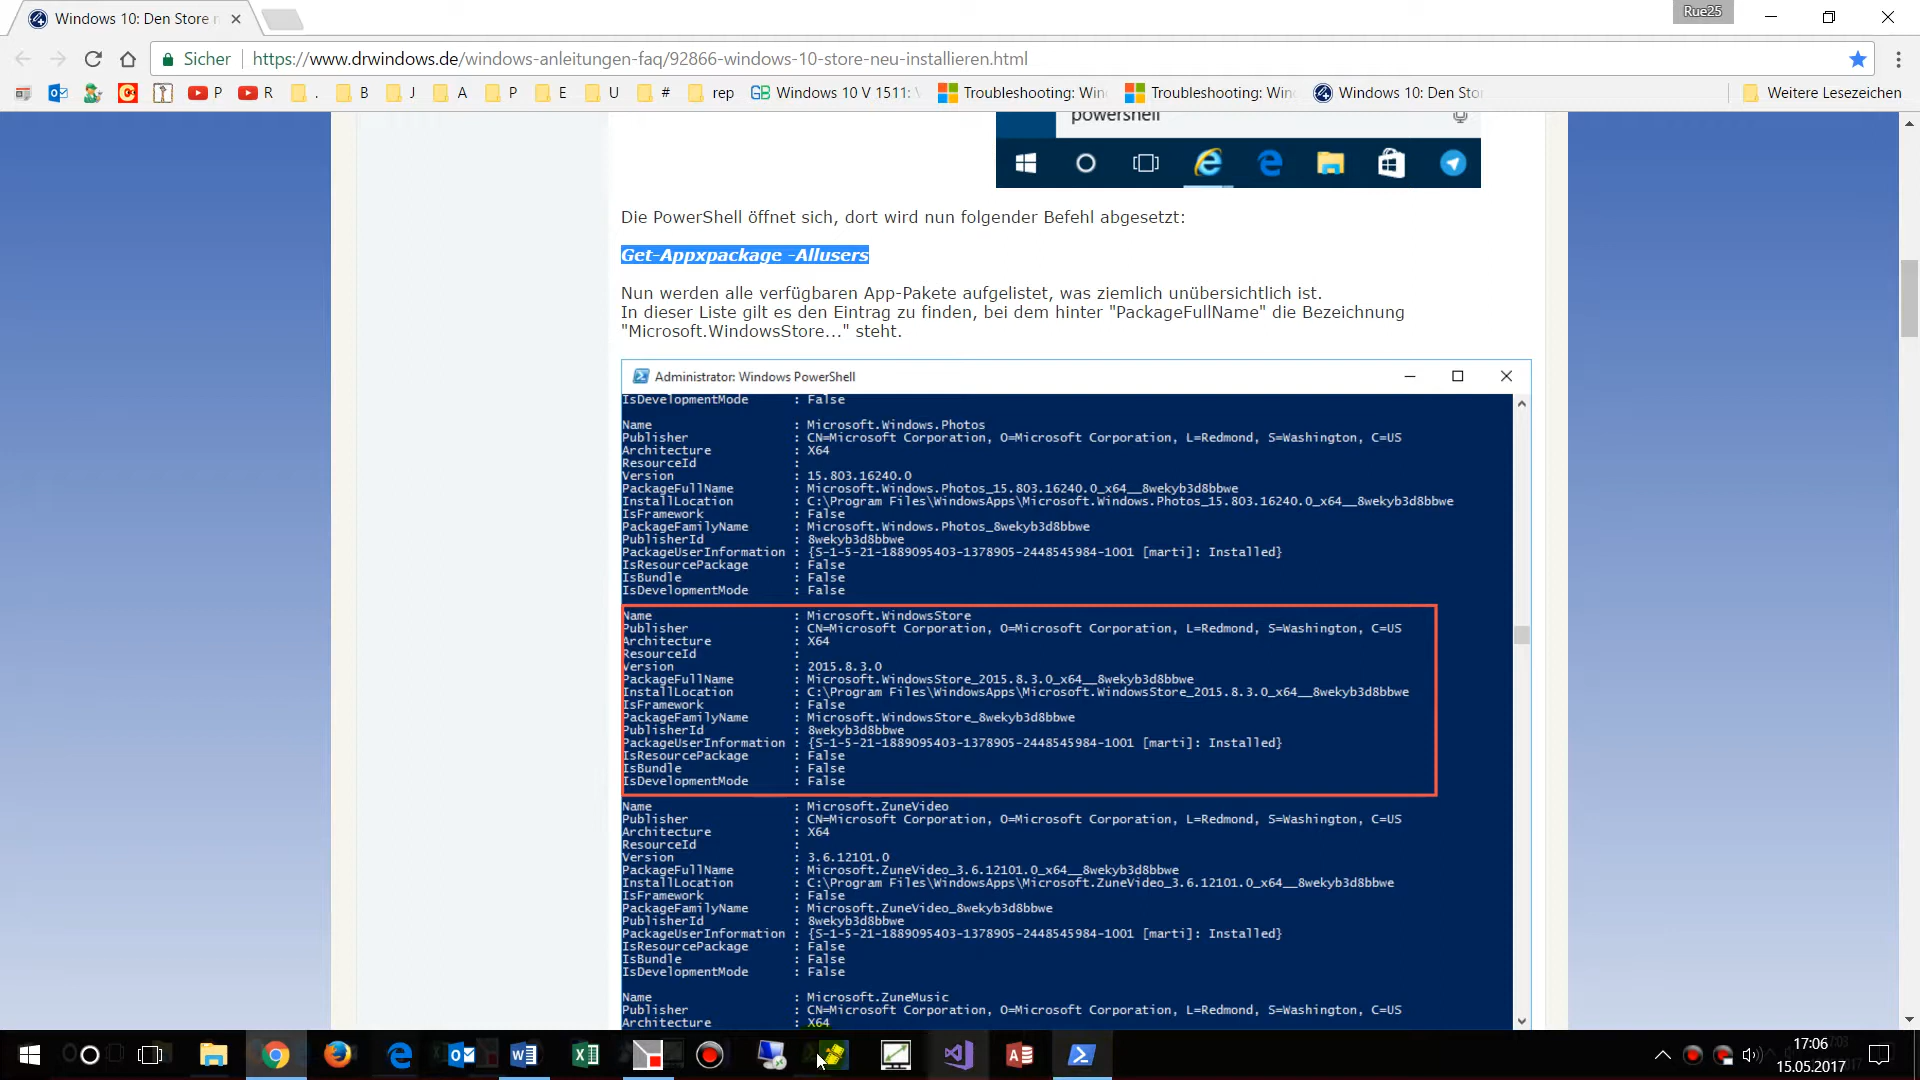 Windows 10: Den Store n
Rue25
Sicher
https://www.drwindows.de/windows-anleitungen-faq/92866-windows-10-store-neu-installieren.html
P R . B J A P E U # rep Windows 10 V 1511: Troubleshooting: Win Troubleshooting: Win Windows 10: Den Stor Weitere Lesezeichen
powershell
Die PowerShell öffnet sich, dort wird nun folgender Befehl abgesetzt:
Get-Appxpackage -Allusers
Nun werden alle verfügbaren App-Pakete aufgelistet, was ziemlich unübersichtlich ist.
In dieser Liste gilt es den Eintrag zu finden, bei dem hinter "PackageFullName" die Bezeichnung
"Microsoft.WindowsStore..." steht.
Administrator: Windows PowerShell
IsDevelopmentMode : False
Name : Microsoft.Windows.Photos
Publisher : CN=Microsoft Corporation, O=Microsoft Corporation, L=Redmond, S=Washington, C=US
Architecture : X64
ResourceId :
Version : 15.803.16240.0
PackageFullName : Microsoft.Windows.Photos_15.803.16240.0_x64__8wekyb3d8bbwe
InstallLocation : C:\Program Files\WindowsApps\Microsoft.Windows.Photos_15.803.16240.0_x64__8wekyb3d8bbwe
IsFramework : False
PackageFamilyName : Microsoft.Windows.Photos_8wekyb3d8bbwe
PublisherId : 8wekyb3d8bbwe
PackageUserInformation : {S-1-5-21-1889095403-1378905-2448545984-1001 [marti]: Installed}
IsResourcePackage : False
IsBundle : False
IsDevelopmentMode : False
Name : Microsoft.WindowsStore
Publisher : CN=Microsoft Corporation, O=Microsoft Corporation, L=Redmond, S=Washington, C=US
Architecture : X64
ResourceId :
Version : 2015.8.3.0
PackageFullName : Microsoft.WindowsStore_2015.8.3.0_x64__8wekyb3d8bbwe
InstallLocation : C:\Program Files\WindowsApps\Microsoft.WindowsStore_2015.8.3.0_x64__8wekyb3d8bbwe
IsFramework : False
PackageFamilyName : Microsoft.WindowsStore_8wekyb3d8bbwe
PublisherId : 8wekyb3d8bbwe
PackageUserInformation : {S-1-5-21-1889095403-1378905-2448545984-1001 [marti]: Installed}
IsResourcePackage : False
IsBundle : False
IsDevelopmentMode : False
Name : Microsoft.ZuneVideo
Publisher : CN=Microsoft Corporation, O=Microsoft Corporation, L=Redmond, S=Washington, C=US
Architecture : X64
ResourceId :
Version : 3.6.12101.0
PackageFullName : Microsoft.ZuneVideo_3.6.12101.0_x64__8wekyb3d8bbwe
InstallLocation : C:\Program Files\WindowsApps\Microsoft.ZuneVideo_3.6.12101.0_x64__8wekyb3d8bbwe
IsFramework : False
PackageFamilyName : Microsoft.ZuneVideo_8wekyb3d8bbwe
PublisherId : 8wekyb3d8bbwe
PackageUserInformation : {S-1-5-21-1889095403-1378905-2448545984-1001 [marti]: Installed}
IsResourcePackage : False
IsBundle : False
IsDevelopmentMode : False
Name : Microsoft.ZuneMusic
Publisher : CN=Microsoft Corporation, O=Microsoft Corporation, L=Redmond, S=Washington, C=US
Architecture : X64
17:06
15.05.2017